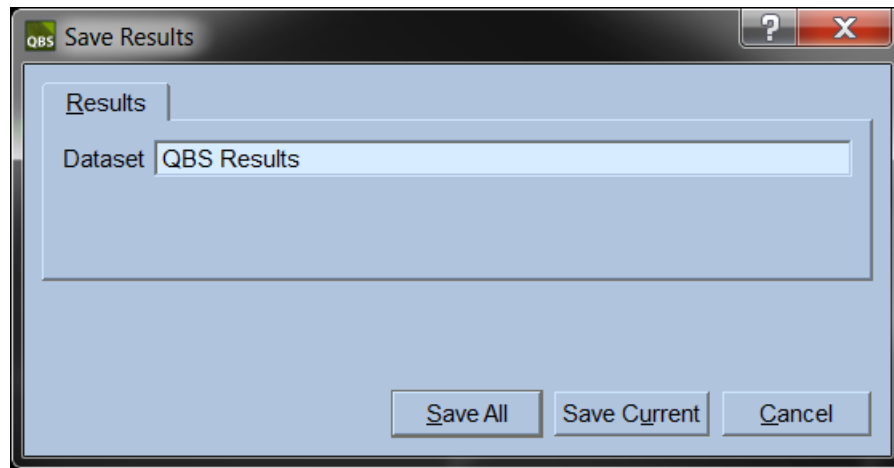 QBS Save Results ? X
Results
Dataset QBS Results
Save All Save Current Cancel